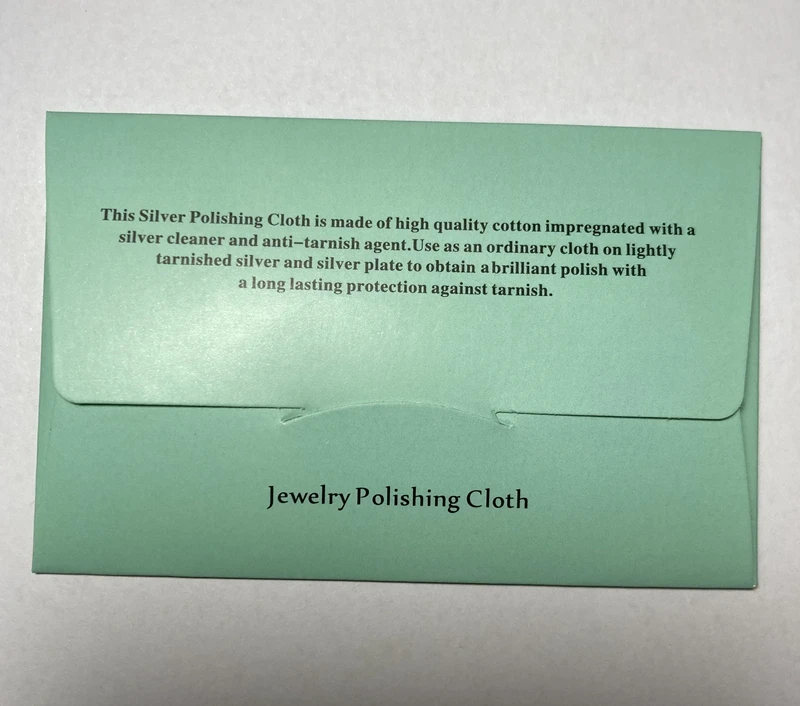 This Silver Polishing Cloth is made of high quality cotton impregnated with a
silver cleaner and anti-tarnish agent.Use as an ordinary cloth on lightly
tarnished silver and silver plate to obtain a brilliant polish with
a long lasting protection against tarnish.
Jewelry Polishing Cloth